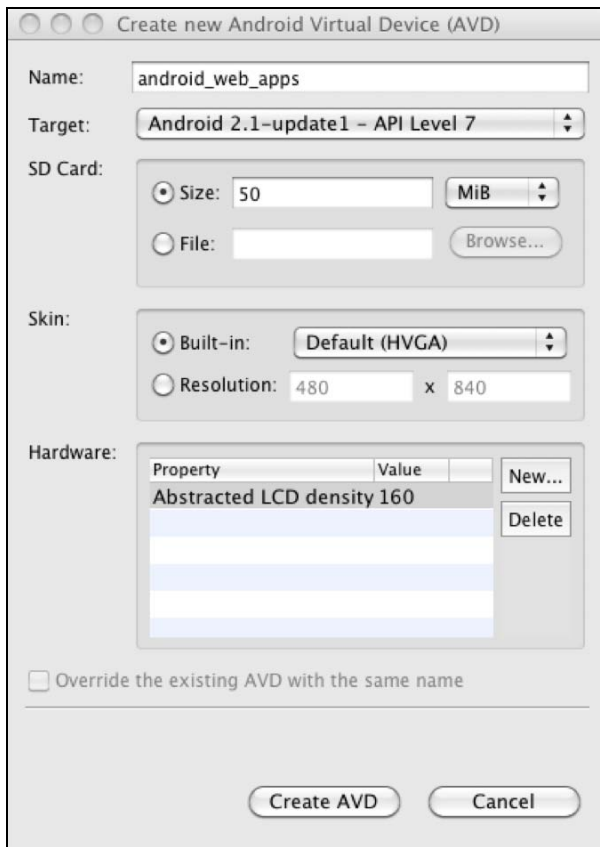 Create new Android Virtual Device (AVD)
Name: android_web_apps
Target: Android 2.1-update1 - API Level 7
SD Card:
Size: 50 MiB
File: Browse...
Skin:
Built-in: Default (HVGA)
Resolution: 480 x 840
Hardware:
Property Value
New...
Abstracted LCD density 160
Delete
Override the existing AVD with the same name
Create AVD Cancel